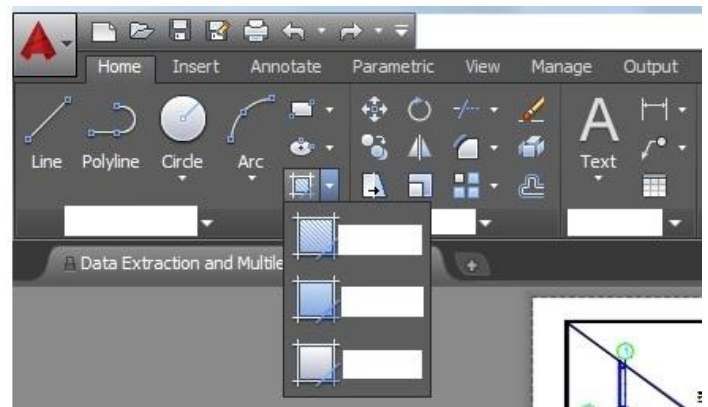 Home Insert Annotate Parametric View Manage Output
Line Polyline Circle Arc Text
Data Extraction and Multile